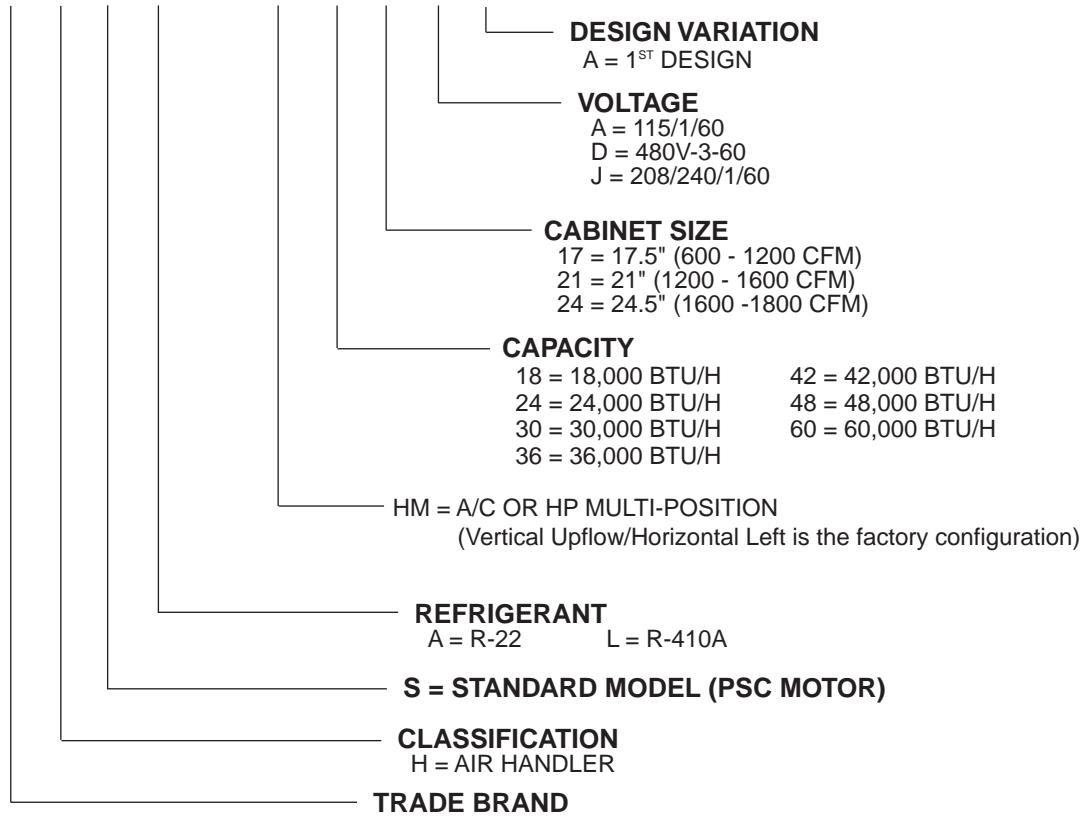 DESIGN VARIATION
A = 1ST DESIGN
VOLTAGE
A = 115/1/60
D = 480V-3-60
J = 208/240/1/60
CABINET SIZE
17 = 17.5" (600 - 1200 CFM)
21 = 21" (1200 - 1600 CFM)
24 = 24.5" (1600 -1800 CFM)
CAPACITY
18 = 18,000 BTU/H 42 = 42,000 BTU/H
24 = 24,000 BTU/H 48 = 48,000 BTU/H
30 = 30,000 BTU/H 60 = 60,000 BTU/H
36 = 36,000 BTU/H
HM = A/C OR HP MULTI-POSITION
(Vertical Upflow/Horizontal Left is the factory configuration)
REFRIGERANT
A = R-22 L = R-410A
S = STANDARD MODEL (PSC MOTOR)
CLASSIFICATION
H = AIR HANDLER
TRADE BRAND